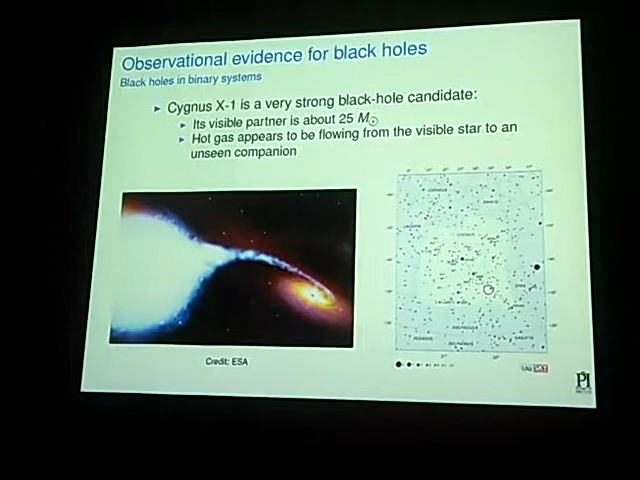 Observational evidence for black holes
Black holes in binary systems
Cygnus X-1 is a very strong black-hole candidate:
Its visible partner is about 25 M☉
Hot gas appears to be flowing from the visible star to an
unseen companion
Credit: ESA
PI